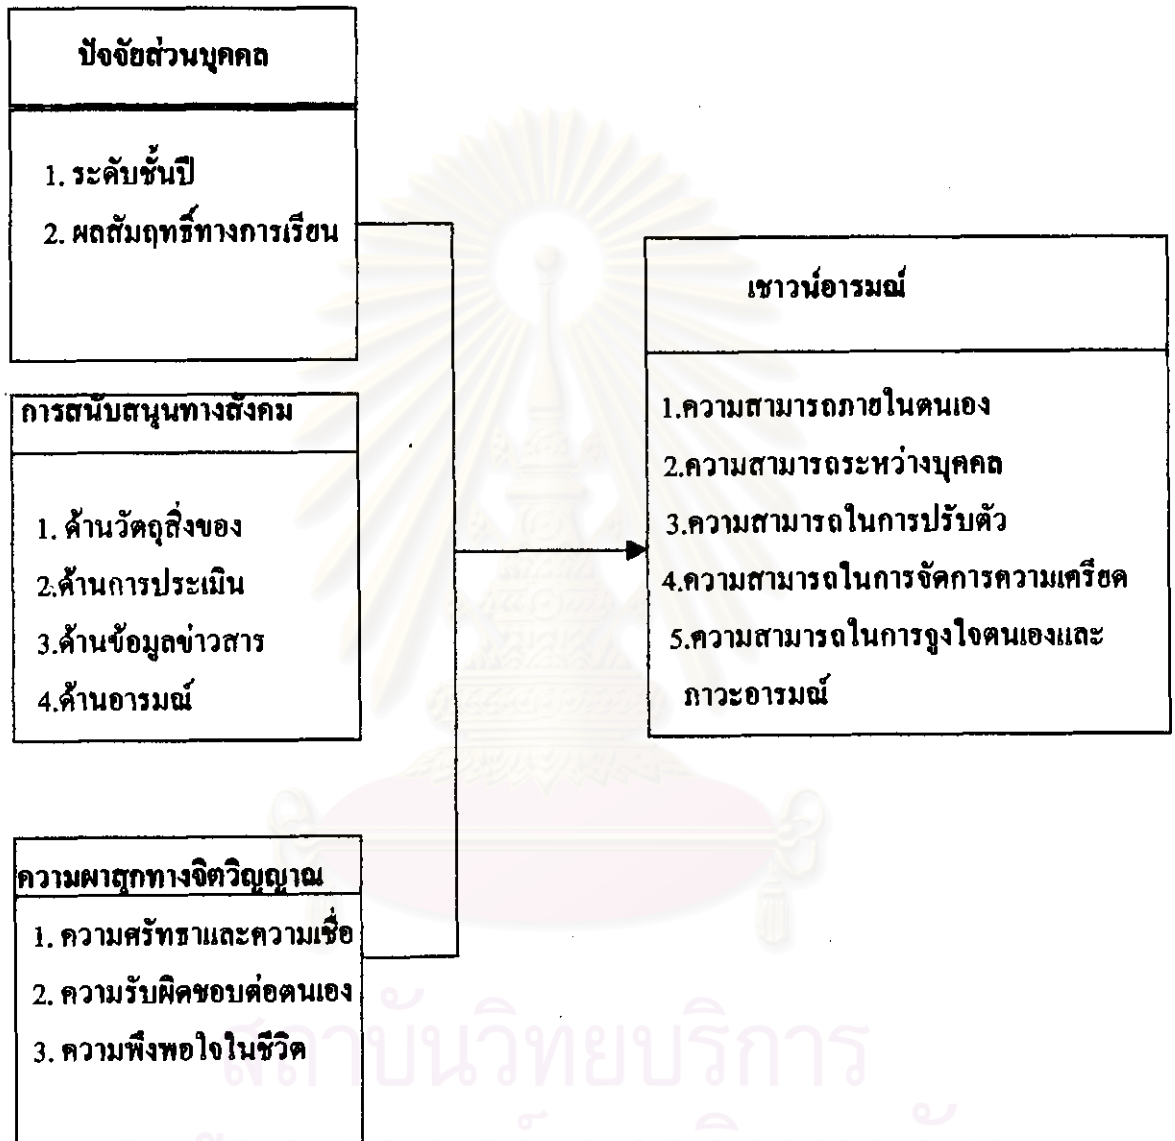 ปัจจัยส่วนบุคคล
1. ระดับชั้นปี
2. ผลสัมฤทธิ์ทางการเรียน
การสนับสนุนทางสังคม
1. ด้านวัตถุสิ่งของ
2.ด้านการประเมิน
3.ด้านข้อมูลข่าวสาร
4.ด้านอารมณ์
ความผาสุกทางจิตวิญญาณ
1. ความศรัทธาและความเชื่อ
2. ความรับผิดชอบต่อตนเอง
3. ความพึงพอใจในชีวิต
เชาวน์อารมณ์
1.ความสามารถภายในตนเอง
2.ความสามารถระหว่างบุคคล
3.ความสามารถในการปรับตัว
4.ความสามารถในการจัดการความเครียด
5.ความสามารถในการจูงใจตนเองและ
ภาวะอารมณ์
สถาบันวิทยบริการ